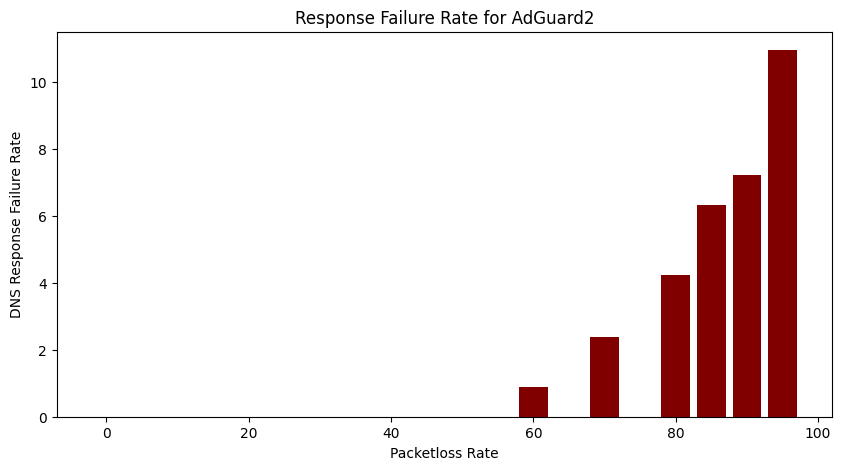 Response Failure Rate for AdGuard2
DNS Response Failure Rate
10
8
6
4
2
0
0 20 40 60 80 100
Packetloss Rate